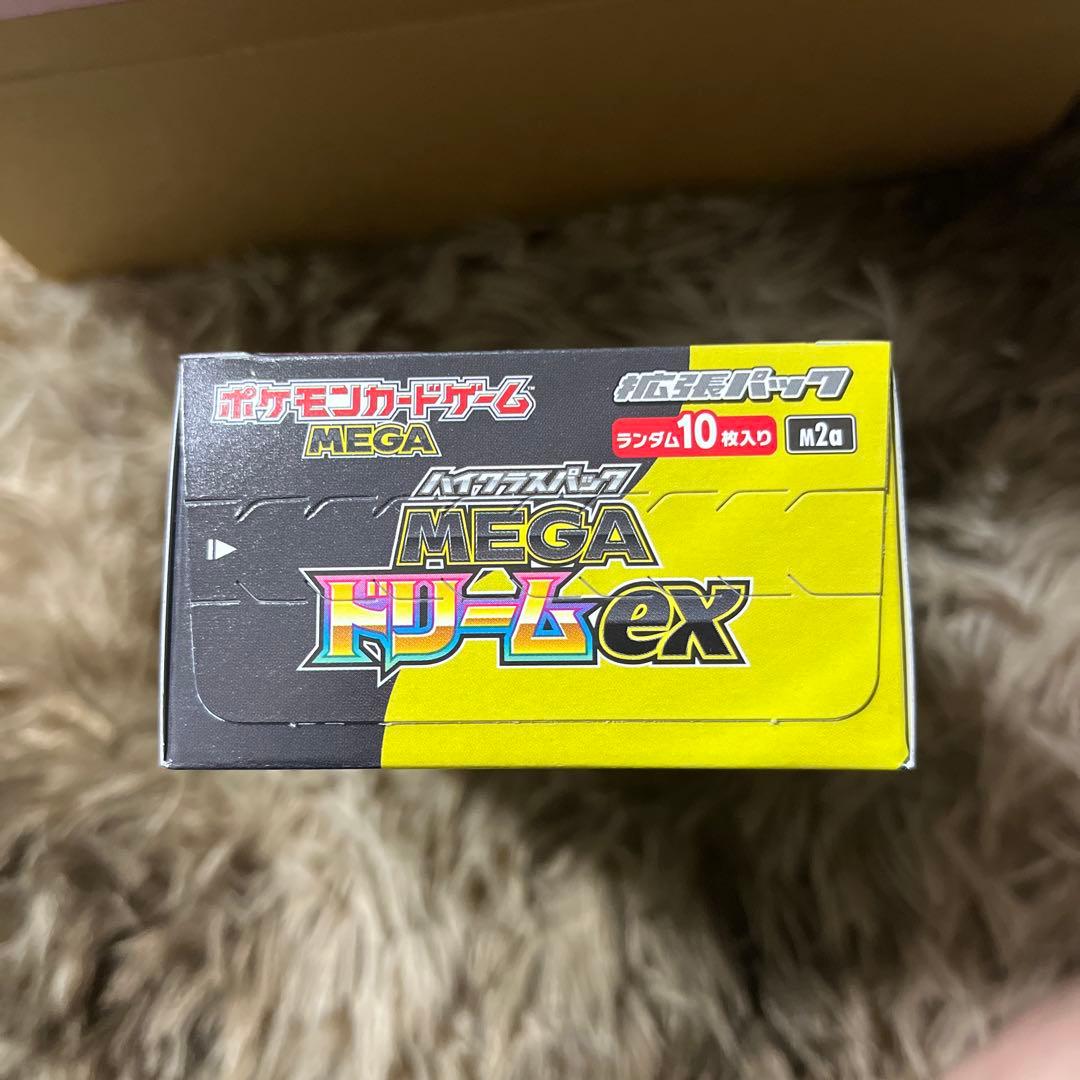 ポケモンカードゲーム™
MEGA
拡張パック
ランダム10枚入り
M2a
ハイクラスパック
MEGA
ドリームex